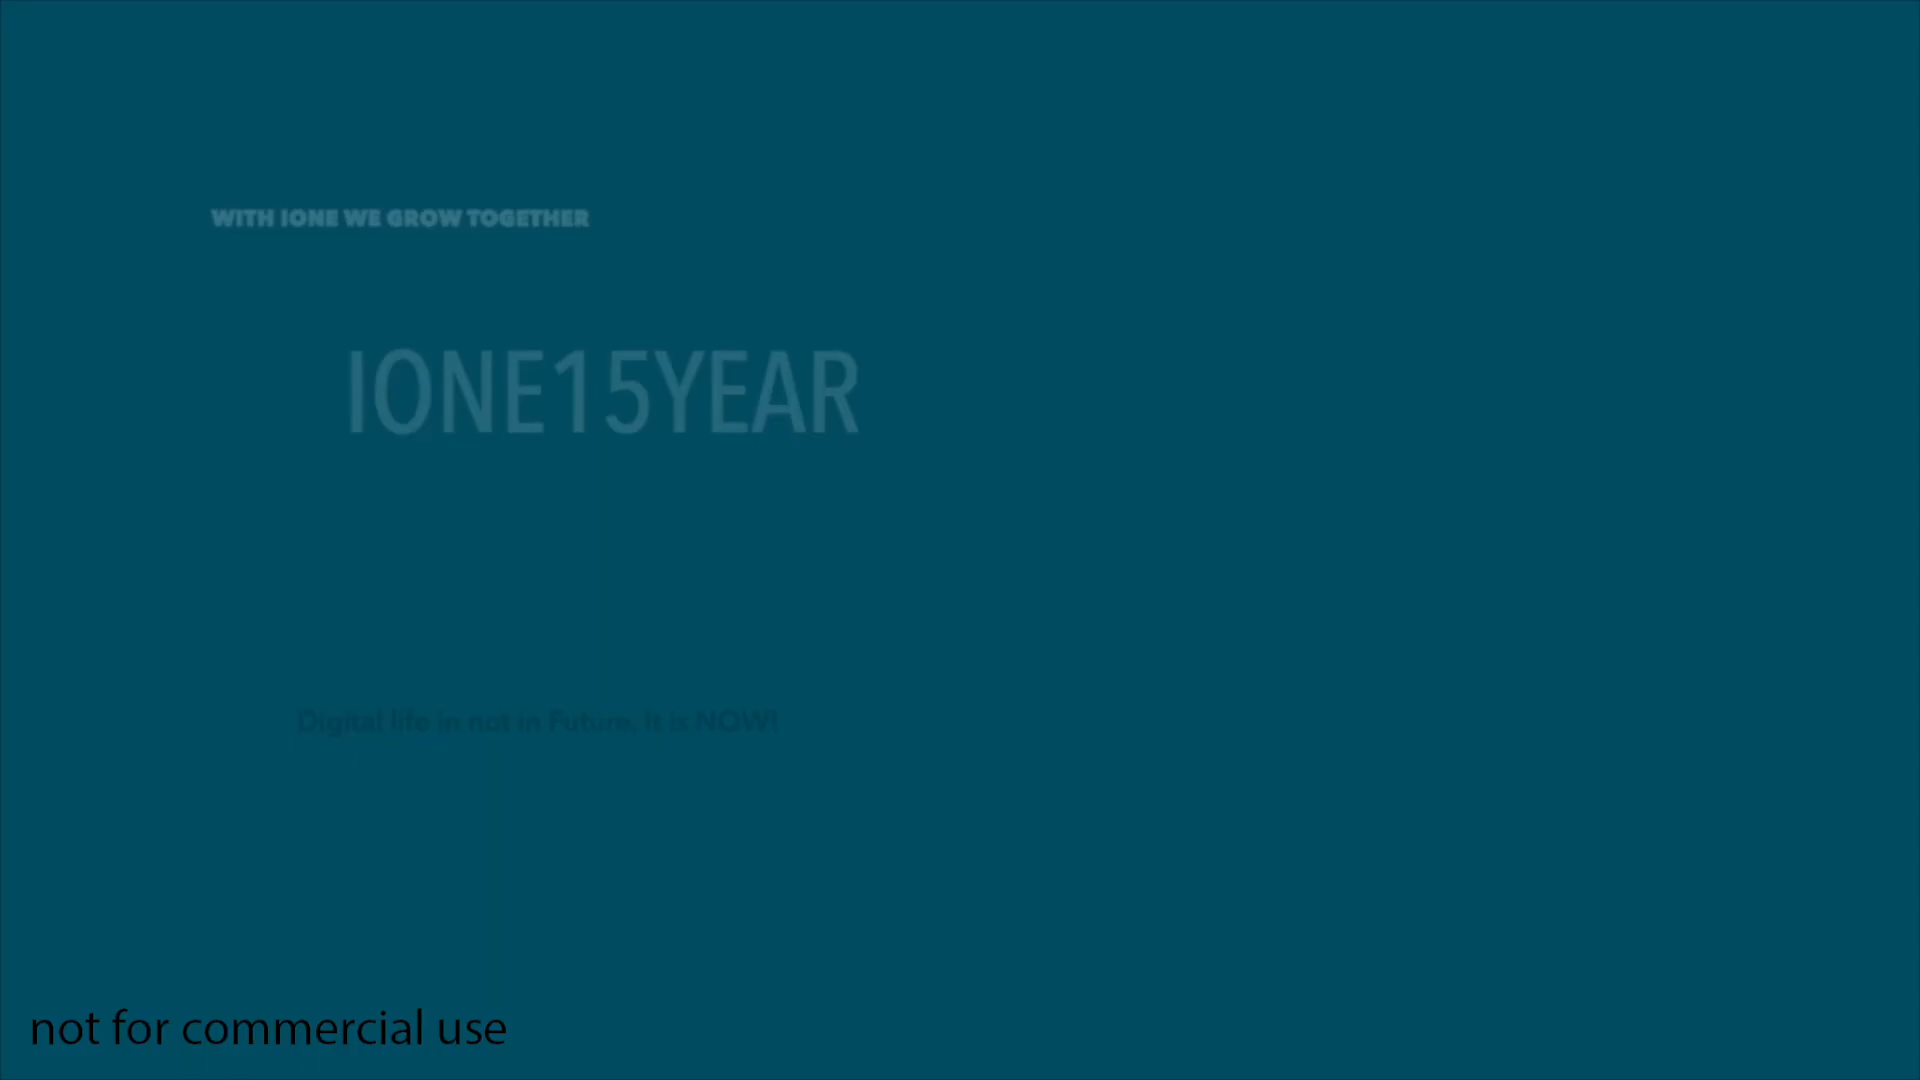 WITH IONE WE GROW TOGETHER
IONE15YEAR
Digital life in not in Future, it is NOW!
not for commercial use